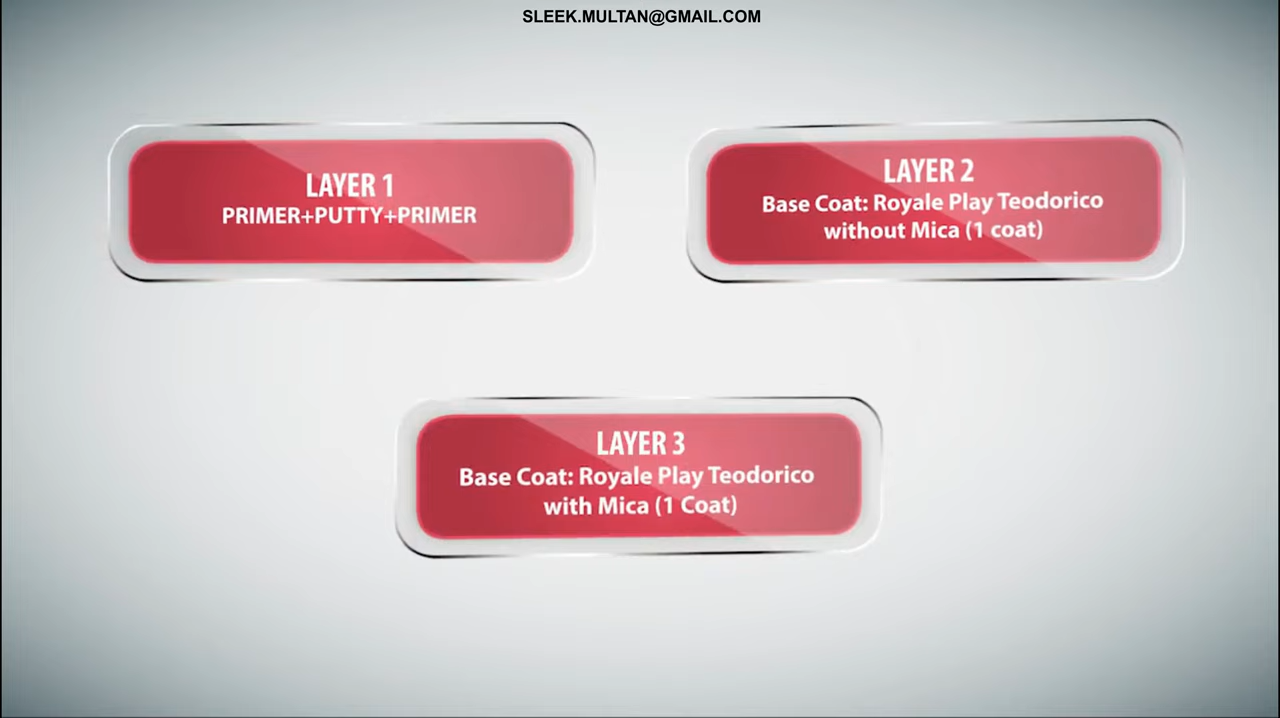 SLEEK.MULTAN@GMAIL.COM
LAYER 1
PRIMER+PUTTY+PRIMER
LAYER 2
Base Coat: Royale Play Teodorico
without Mica (1 coat)
LAYER 3
Base Coat: Royale Play Teodorico
with Mica (1 Coat)